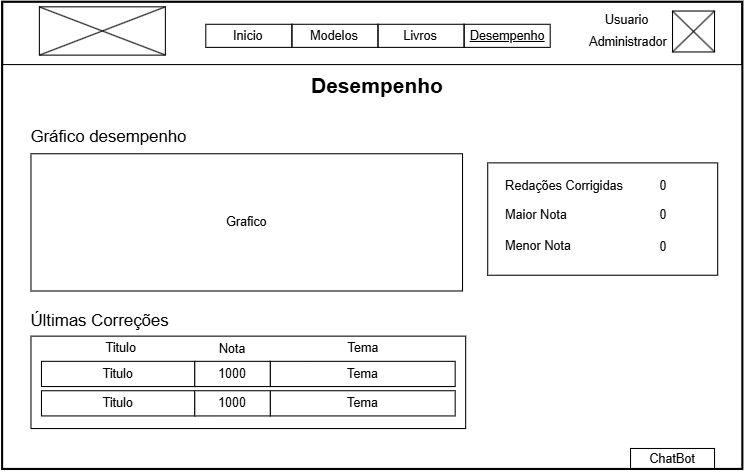 Inicio Modelos Livros Desempenho
Usuario
Administrador
Desempenho
Gráfico desempenho
Grafico
Redações Corrigidas 0
Maior Nota 0
Menor Nota 0
Últimas Correções
Titulo Nota Tema
Titulo 1000 Tema
Titulo 1000 Tema
ChatBot